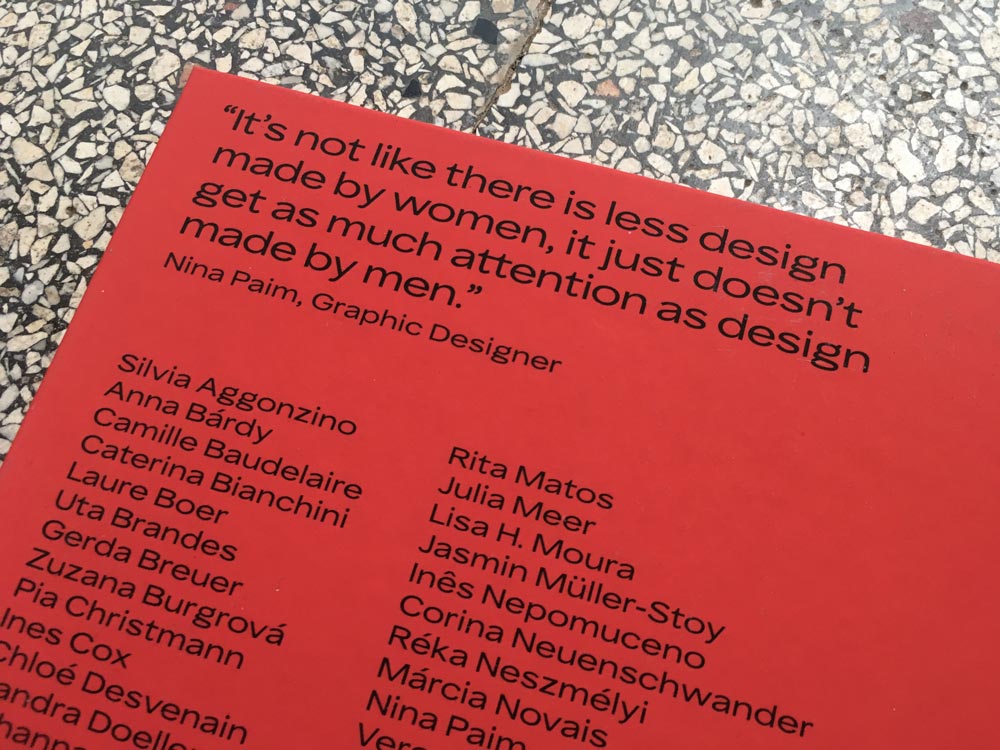 “It’s not like there is less design
made by women, it just doesn’t
get as much attention as design
made by men.”
Nina Paim, Graphic Designer
Silvia Aggonzino
Anna Bárdy
Camille Baudelaire
Caterina Bianchini
Laure Boer
Uta Brandes
Gerda Breuer
Zuzana Burgrová
Pia Christmann
Ines Cox
Chloé Desvenain
Rita Matos
Julia Meer
Lisa H. Moura
Jasmin Müller-Stoy
Inês Nepomuceno
Corina Neuenschwander
Réka Neszmélyi
Márcia Novais
Nina Paim